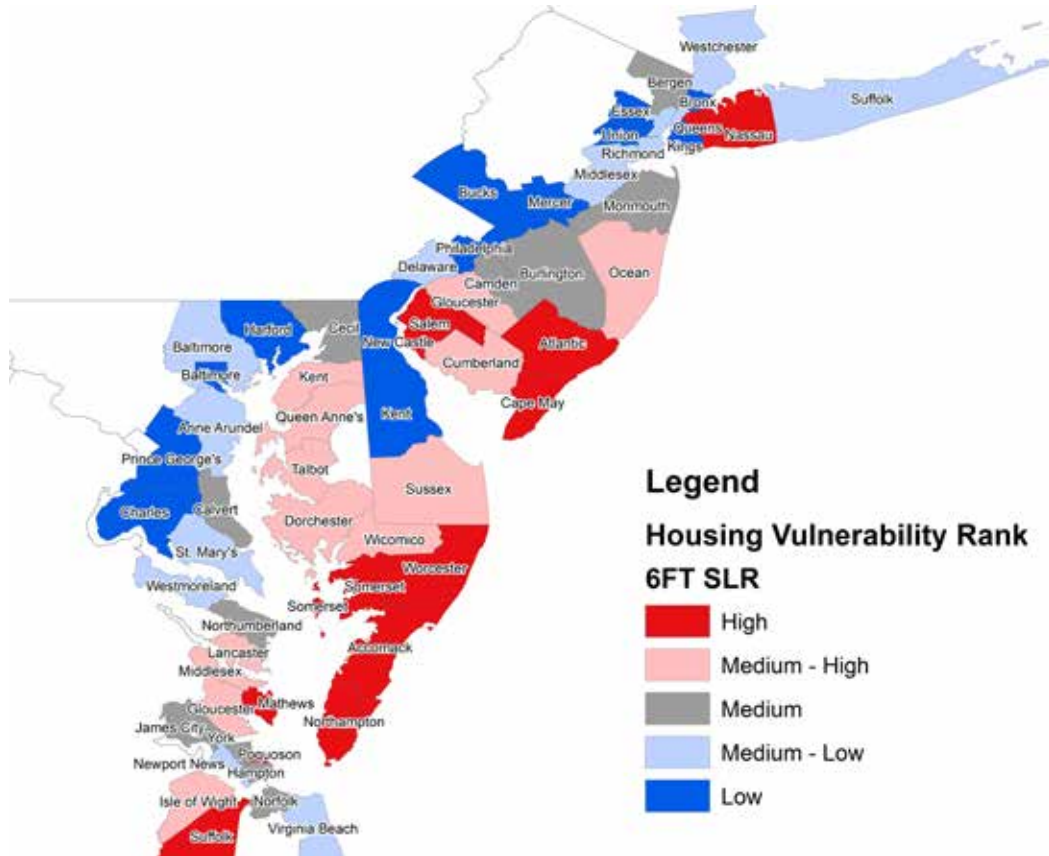 Westchester
Bergen
Suffolk
Essex
Bronx
Union
Queens
Nassau
Richmond
Kings
Middlesex
Bucks
Mercer
Monmouth
Philadelphia
Delaware
Burlington
Camden
Ocean
Gloucester
Salem
Harford
Cecil
New Castle
Atlantic
Baltimore
Cumberland
Baltimore
Kent
Cape May
Queen Anne's
Kent
Anne Arundel
Prince George's
Talbot
Sussex
Charles
Calvert
Dorchester
Wicomico
St. Mary's
Worcester
Westmoreland
Somerset
Somerset
Northumberland
Accomack
Lancaster
Middlesex
Mathews
Gloucester
Northampton
James City
York
Poquoson
Newport News
Hampton
Isle of Wight
Norfolk
Virginia Beach
Suffolk
Legend
Housing Vulnerability Rank
6FT SLR
High
Medium - High
Medium
Medium - Low
Low